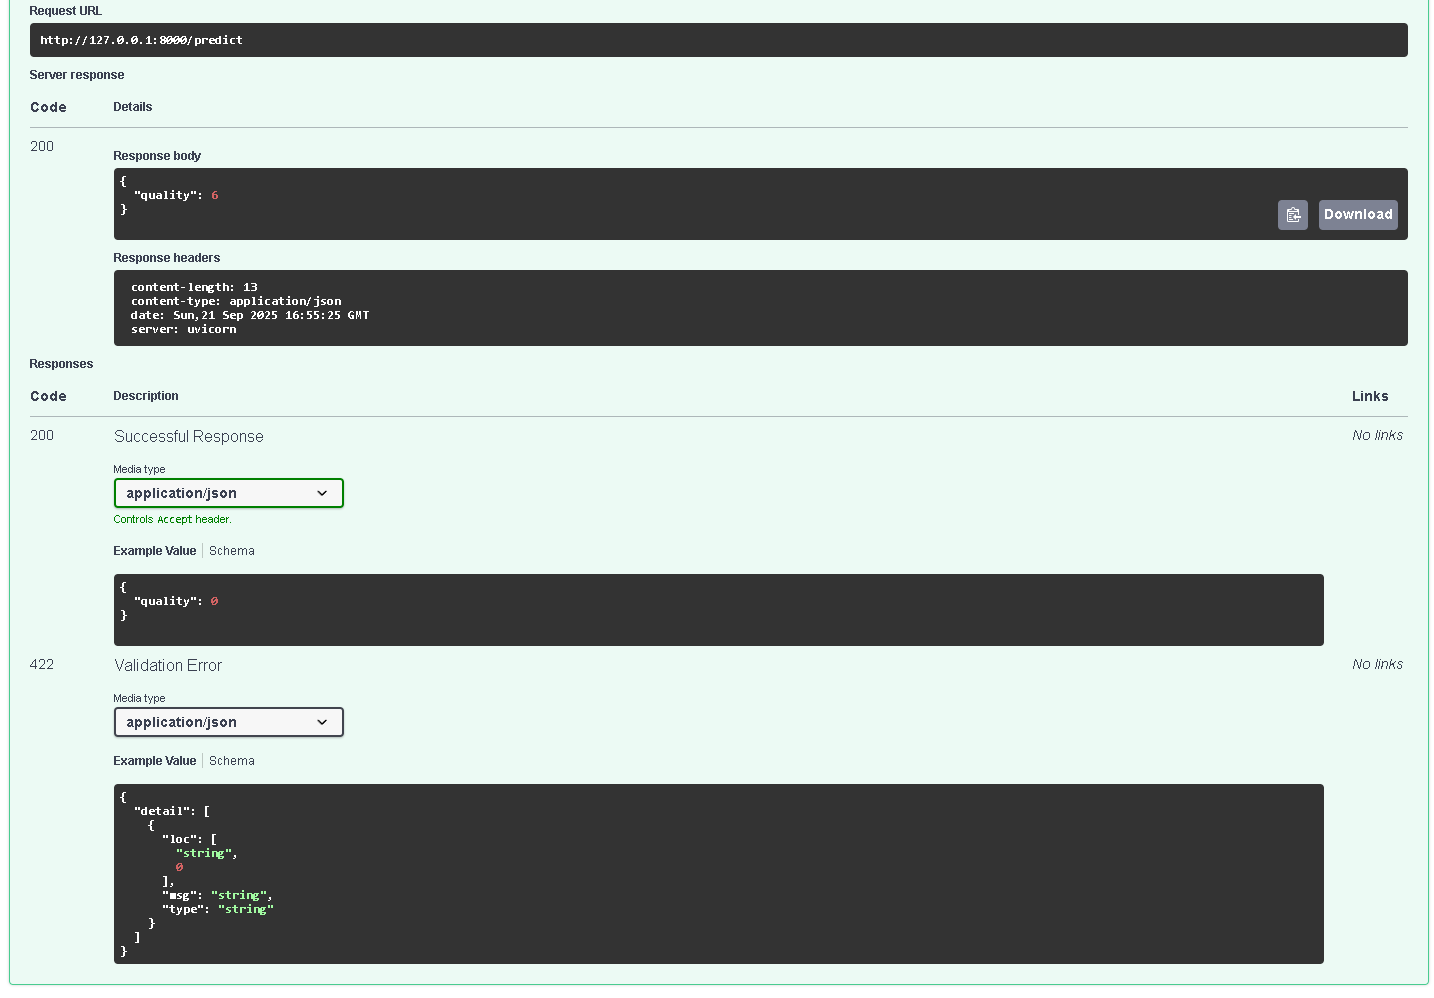 Request URL
http://127.0.0.1:8000/predict
Server response
Code Details
200
Response body
{
  "quality": 6
}
Download
Response headers
content-length: 13
content-type: application/json
date: Sun,21 Sep 2025 16:55:25 GMT
server: uvicorn
Responses
Code Description Links
200 Successful Response No links
Media type
application/json
Controls Accept header.
Example Value Schema
{
  "quality": 0
}
422 Validation Error No links
Media type
application/json
Example Value Schema
{
  "detail": [
    {
      "loc": [
        "string",
        0
      ],
      "msg": "string",
      "type": "string"
    }
  ]
}